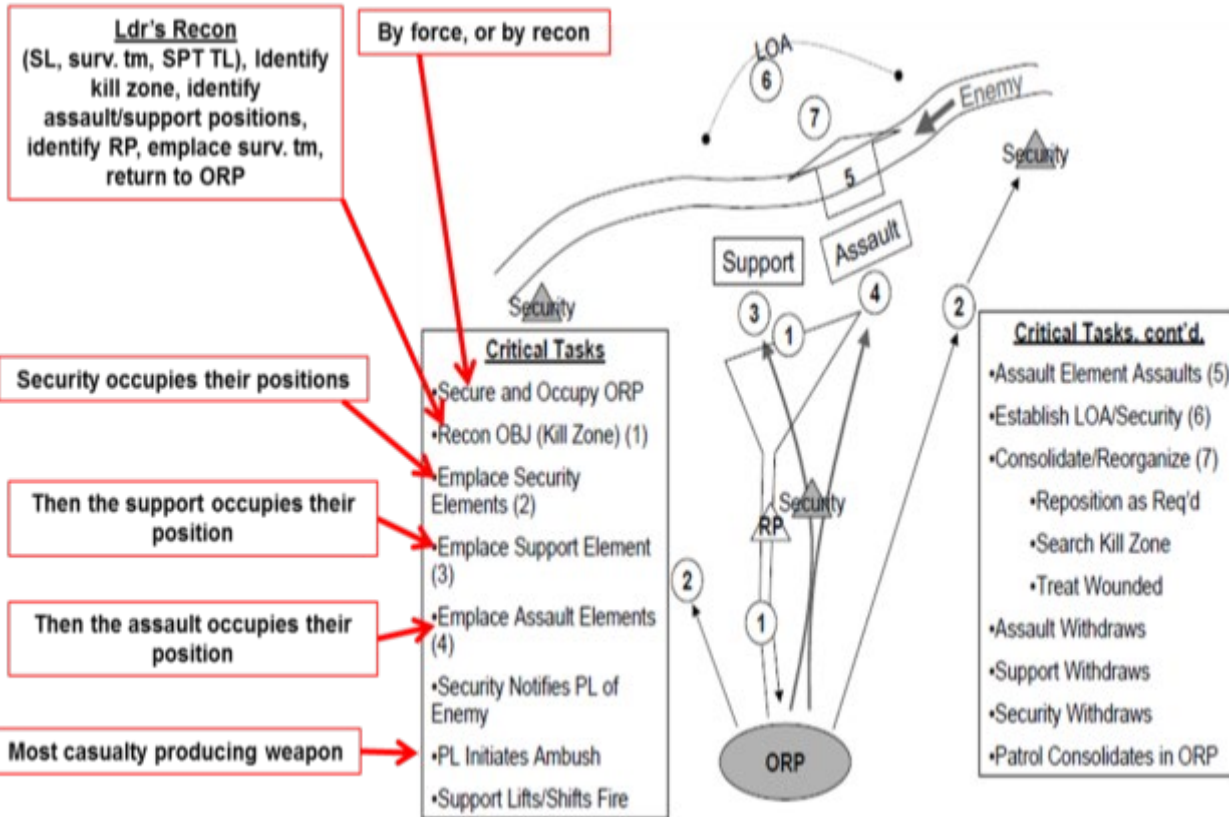 Ldr's Recon
(SL, surv. tm, SPT TL), Identify
kill zone, identify
assault/support positions,
identify RP, emplace surv. tm,
return to ORP
By force, or by recon
LOA
6
7
Enemy
Security
5
Assault
Support
4
3
1
2
Security
Security occupies their positions
Then the support occupies their
position
Then the assault occupies their
position
Most casualty producing weapon
Critical Tasks
•Secure and Occupy ORP
•Recon OBJ (Kill Zone) (1)
•Emplace Security
Elements (2)
•Emplace Support Element
(3)
•Emplace Assault Elements
(4)
•Security Notifies PL of
Enemy
•PL Initiates Ambush
•Support Lifts/Shifts Fire
Security
RP
2
1
ORP
Critical Tasks, cont'd.
•Assault Element Assaults (5)
•Establish LOA/Security (6)
•Consolidate/Reorganize (7)
•Reposition as Req'd
•Search Kill Zone
•Treat Wounded
•Assault Withdraws
•Support Withdraws
•Security Withdraws
•Patrol Consolidates in ORP